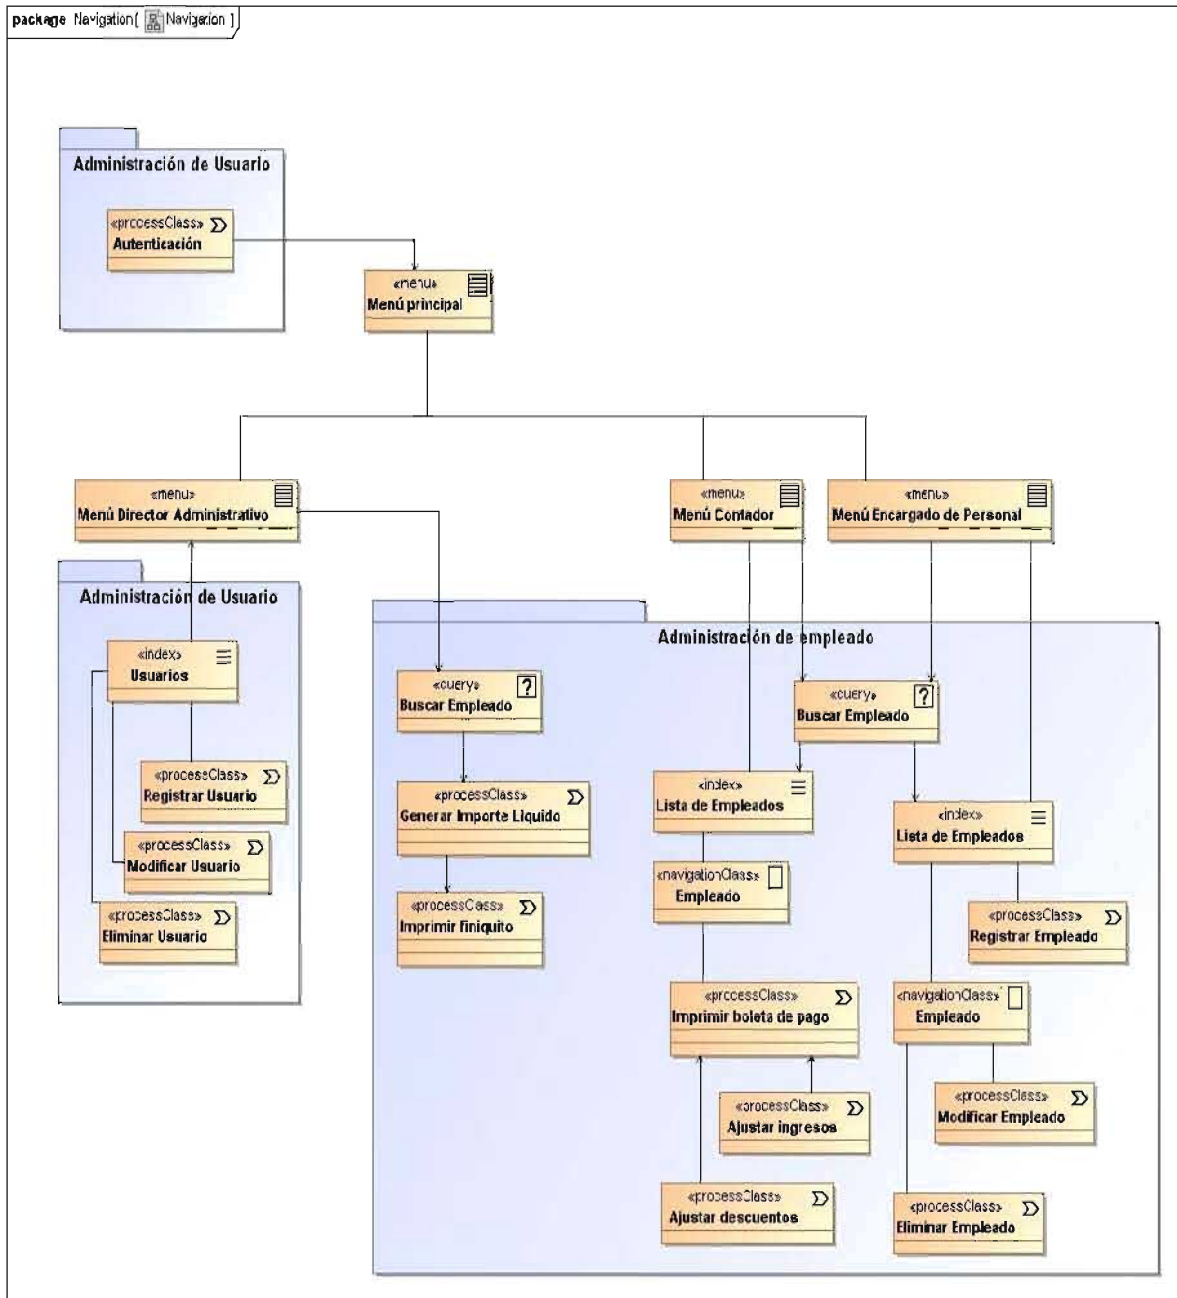 package Navigation[ Navigation ]
Administración de Usuario
«processClass»
Autenticación
«menu»
Menú principal
«menu»
Menú Director Administrativo
«menu»
Menú Contador
«menu»
Menú Encargado de Personal
Administración de Usuario
«index»
Usuarios
«processClass»
Registrar Usuario
«processClass»
Modificar Usuario
«processClass»
Eliminar Usuario
Administración de empleado
«query»
Buscar Empleado
?
«processClass»
Generar Importe Liquido
«processClass»
Imprimir finiquito
«query»
Buscar Empleado
?
«index»
Lista de Empleados
«navigationClass»
Empleado
«processClass»
Imprimir boleta de pago
«processClass»
Ajustar ingresos
«processClass»
Ajustar descuentos
«index»
Lista de Empleados
«processClass»
Registrar Empleado
«navigationClass»
Empleado
«processClass»
Modificar Empleado
«processClass»
Eliminar Empleado